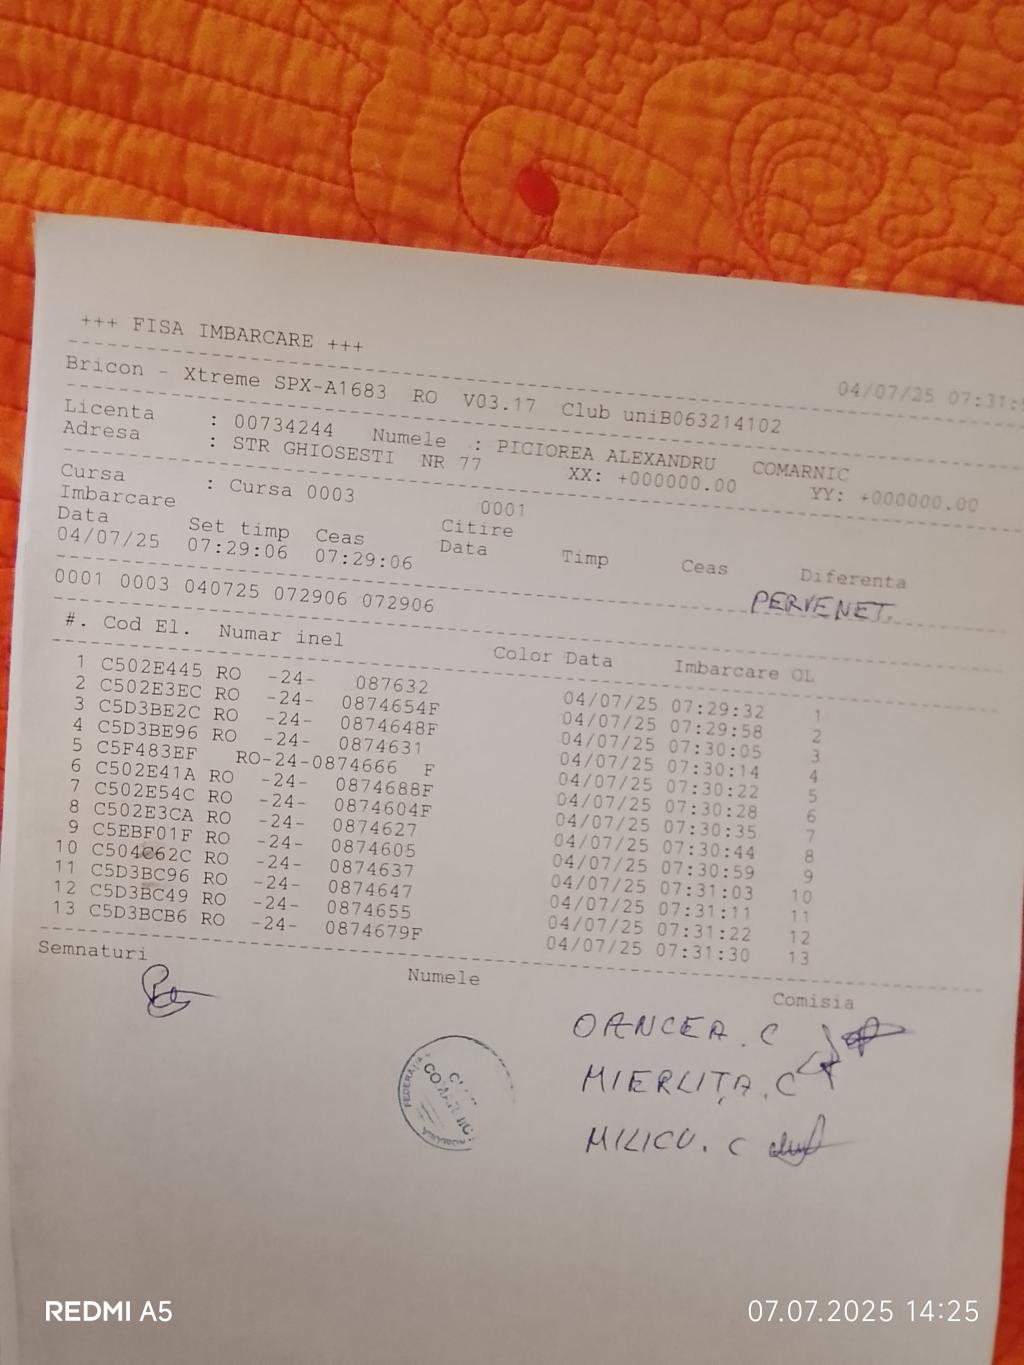 +++ FISA IMBARCARE +++
04/07/25 07:31:
Bricon - Xtreme SPX-A1683 RO V03.17 Club uniB063214102
Licenta : 00734244 Numele : PICIOREA ALEXANDRU COMARNIC
Adresa : STR GHIOSESTI NR 77 XX: +000000.00 YY: +000000.00
Cursa : Cursa 0003 0001
Imbarcare Citire
Data Set timp Ceas Data Timp Ceas Diferenta
04/07/25 07:29:06 07:29:06
PERVENET.
0001 0003 040725 072906 072906
#. Cod El. Numar inel Color Data Imbarcare OL
1 C502E445 RO -24- 087632 04/07/25 07:29:32 1
2 C502E3EC RO -24- 0874654F 04/07/25 07:29:58 2
3 C5D3BE2C RO -24- 0874648F 04/07/25 07:30:05 3
4 C5D3BE96 RO -24- 0874631 04/07/25 07:30:14 4
5 C5F483EF RO-24-0874666 F 04/07/25 07:30:22 5
6 C502E41A RO -24- 0874688F 04/07/25 07:30:28 6
7 C502E54C RO -24- 0874604F 04/07/25 07:30:35 7
8 C502E3CA RO -24- 0874627 04/07/25 07:30:44 8
9 C5EBF01F RO -24- 0874605 04/07/25 07:30:59 9
10 C504C62C RO -24- 0874637 04/07/25 07:31:03 10
11 C5D3BC96 RO -24- 0874647 04/07/25 07:31:11 11
12 C5D3BC49 RO -24- 0874655 04/07/25 07:31:22 12
13 C5D3BCB6 RO -24- 0874679F 04/07/25 07:31:30 13
Semnaturi Numele Comisia
OANCEA. C
MIERLIȚA. C
MILICU. C
COMARNIC
REDMI A5
07.07.2025 14:25